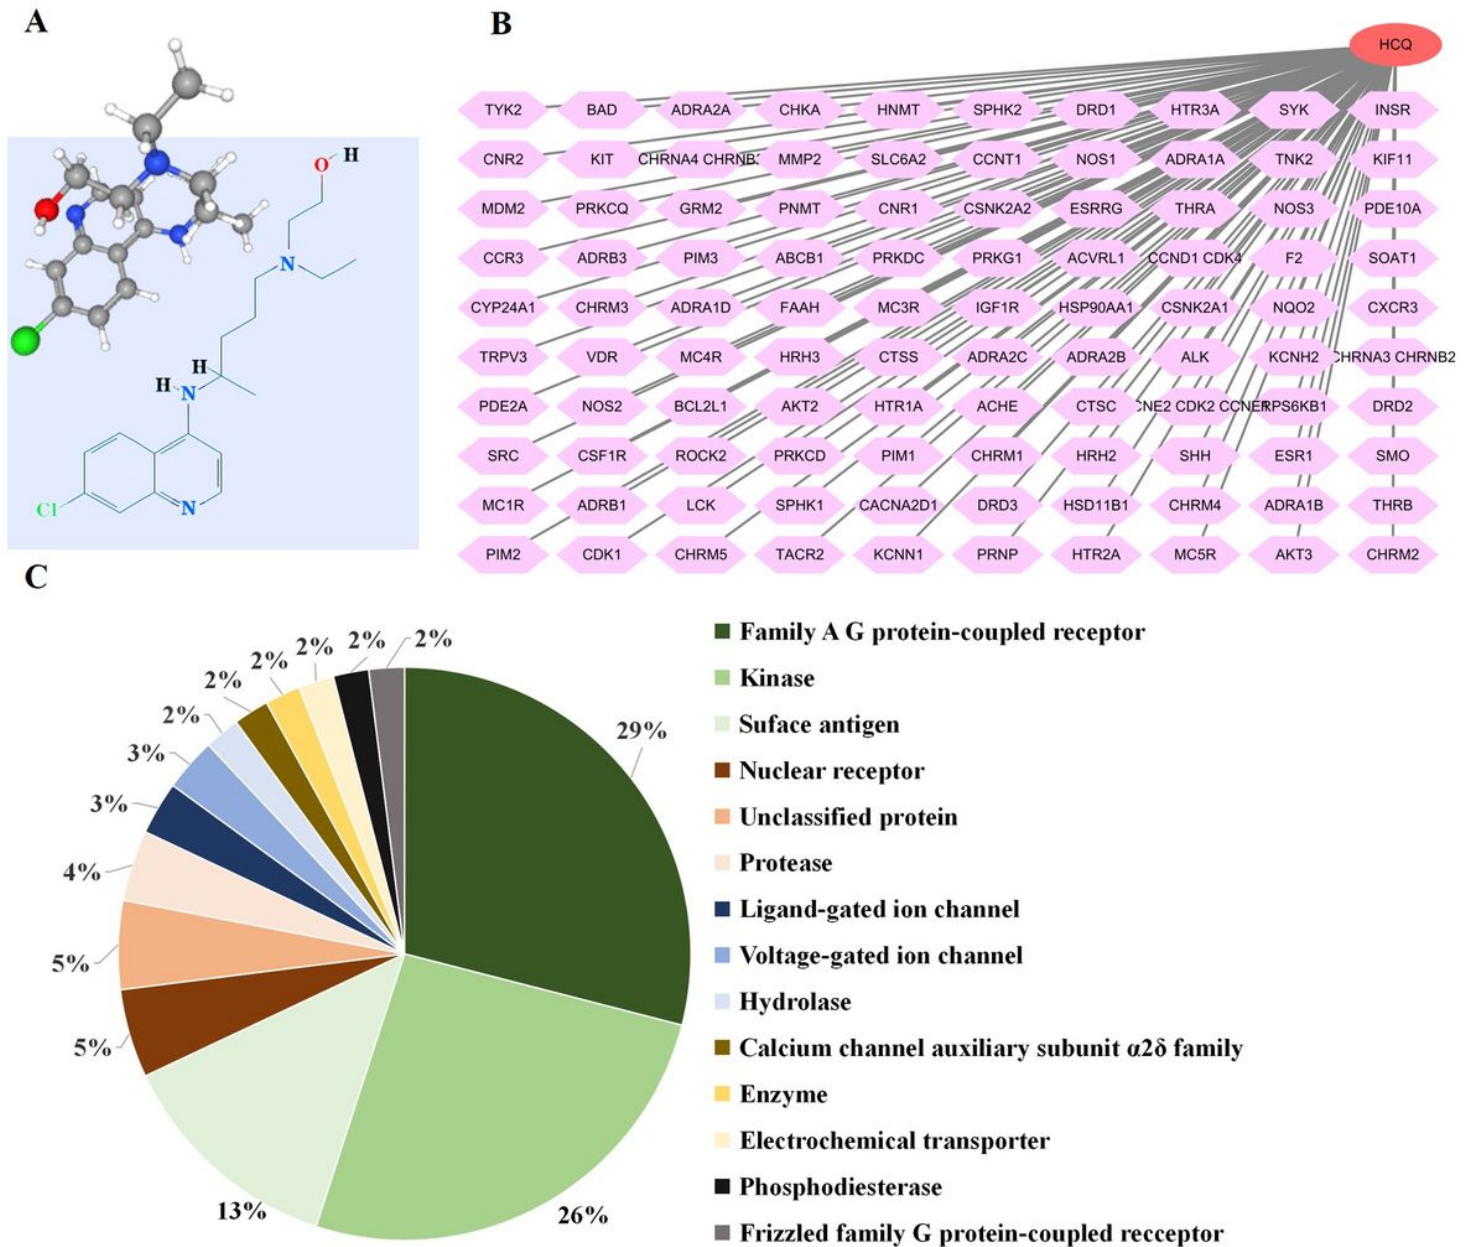 A
H
O
N
H
H
N
Cl
N
B
HCQ
TYK2 BAD ADRA2A CHKA HNMT SPHK2 DRD1 HTR3A SYK INSR
CNR2 KIT CHRNA4 CHRNB2 MMP2 SLC6A2 CCNT1 NOS1 ADRA1A TNK2 KIF11
MDM2 PRKCQ GRM2 PNMT CNR1 CSNK2A2 ESRRG THRA NOS3 PDE10A
CCR3 ADRB3 PIM3 ABCB1 PRKDC PRKG1 ACVRL1 CCND1 CDK4 F2 SOAT1
CYP24A1 CHRM3 ADRA1D FAAH MC3R IGF1R HSP90AA1 CSNK2A1 NQO2 CXCR3
TRPV3 VDR MC4R HRH3 CTSS ADRA2C ADRA2B ALK KCNH2 CHRNA3 CHRNB2
PDE2A NOS2 BCL2L1 AKT2 HTR1A ACHE CTSC CDK2 RPS6KB1 DRD2
SRC CSF1R ROCK2 PRKCD PIM1 CHRM1 HRH2 SHH ESR1 SMO
MC1R ADRB1 LCK SPHK1 CACNA2D1 DRD3 HSD11B1 CHRM4 ADRA1B THRB
PIM2 CDK1 CHRM5 TACR2 KCNN1 PRNP HTR2A MC5R AKT3 CHRM2
C
2%
2%
2%
2%
2%
2%
2%
3%
3%
4%
5%
5%
13%
26%
29%
Family A G protein-coupled receptor
Kinase
Suface antigen
Nuclear receptor
Unclassified protein
Protease
Ligand-gated ion channel
Voltage-gated ion channel
Hydrolase
Calcium channel auxiliary subunit α2δ family
Enzyme
Electrochemical transporter
Phosphodiesterase
Frizzled family G protein-coupled recceptor